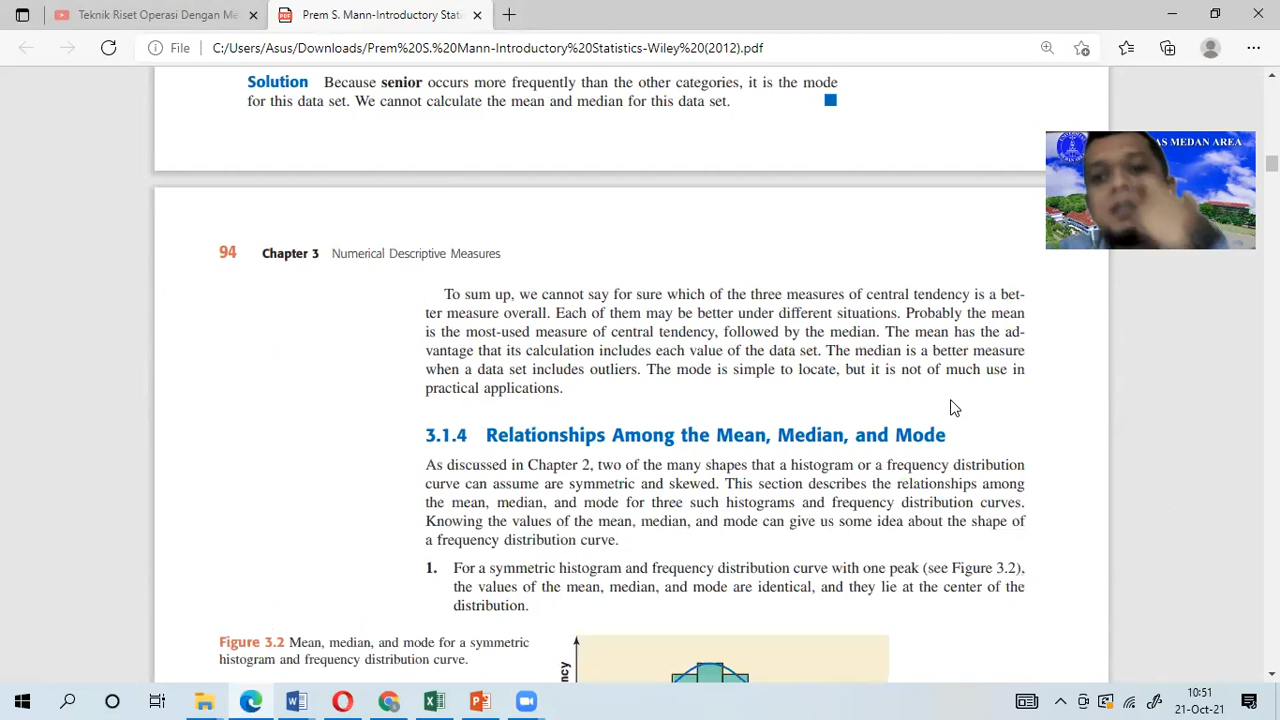 Teknik Riset Operasi Dengan Me
Prem S. Mann-Introductory Stat
File
C:/Users/Asus/Downloads/Prem%20S.%20Mann-Introductory%20Statistics-Wiley%20(2012).pdf
Solution Because senior occurs more frequently than the other categories, it is the mode
for this data set. We cannot calculate the mean and median for this data set.
AS MEDAN AREA
94 Chapter 3 Numerical Descriptive Measures
To sum up, we cannot say for sure which of the three measures of central tendency is a bet-
ter measure overall. Each of them may be better under different situations. Probably the mean
is the most-used measure of central tendency, followed by the median. The mean has the ad-
vantage that its calculation includes each value of the data set. The median is a better measure
when a data set includes outliers. The mode is simple to locate, but it is not of much use in
practical applications.
3.1.4 Relationships Among the Mean, Median, and Mode
As discussed in Chapter 2, two of the many shapes that a histogram or a frequency distribution
curve can assume are symmetric and skewed. This section describes the relationships among
the mean, median, and mode for three such histograms and frequency distribution curves.
Knowing the values of the mean, median, and mode can give us some idea about the shape of
a frequency distribution curve.
1. For a symmetric histogram and frequency distribution curve with one peak (see Figure 3.2),
the values of the mean, median, and mode are identical, and they lie at the center of the
distribution.
Figure 3.2 Mean, median, and mode for a symmetric
histogram and frequency distribution curve.
10:51
21-Oct-21